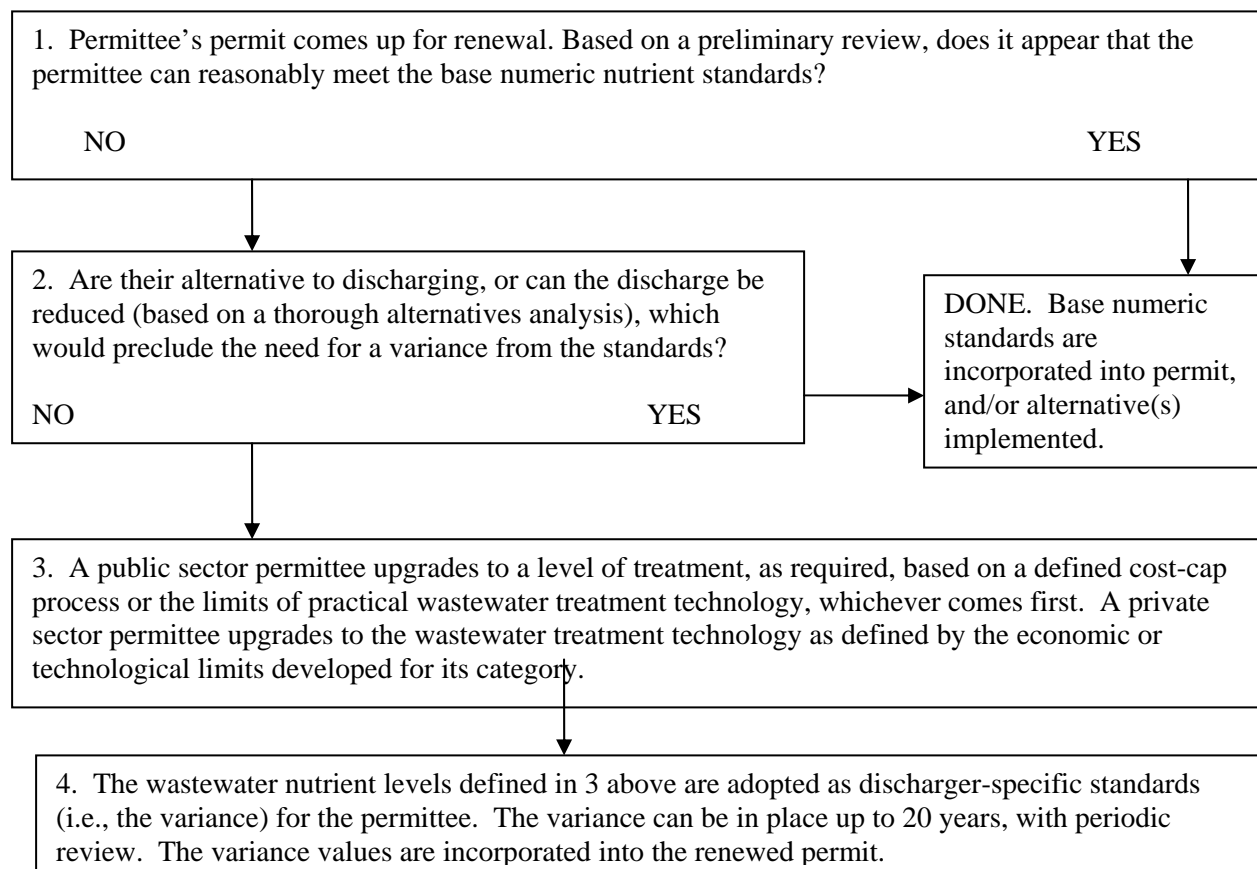 1. Permittee’s permit comes up for renewal. Based on a preliminary review, does it appear that the
permittee can reasonably meet the base numeric nutrient standards?
NO YES
2. Are their alternative to discharging, or can the discharge be
reduced (based on a thorough alternatives analysis), which
would preclude the need for a variance from the standards?
NO YES
DONE. Base numeric
standards are
incorporated into permit,
and/or alternative(s)
implemented.
3. A public sector permittee upgrades to a level of treatment, as required, based on a defined cost-cap
process or the limits of practical wastewater treatment technology, whichever comes first. A private
sector permittee upgrades to the wastewater treatment technology as defined by the economic or
technological limits developed for its category.
4. The wastewater nutrient levels defined in 3 above are adopted as discharger-specific standards
(i.e., the variance) for the permittee. The variance can be in place up to 20 years, with periodic
review. The variance values are incorporated into the renewed permit.